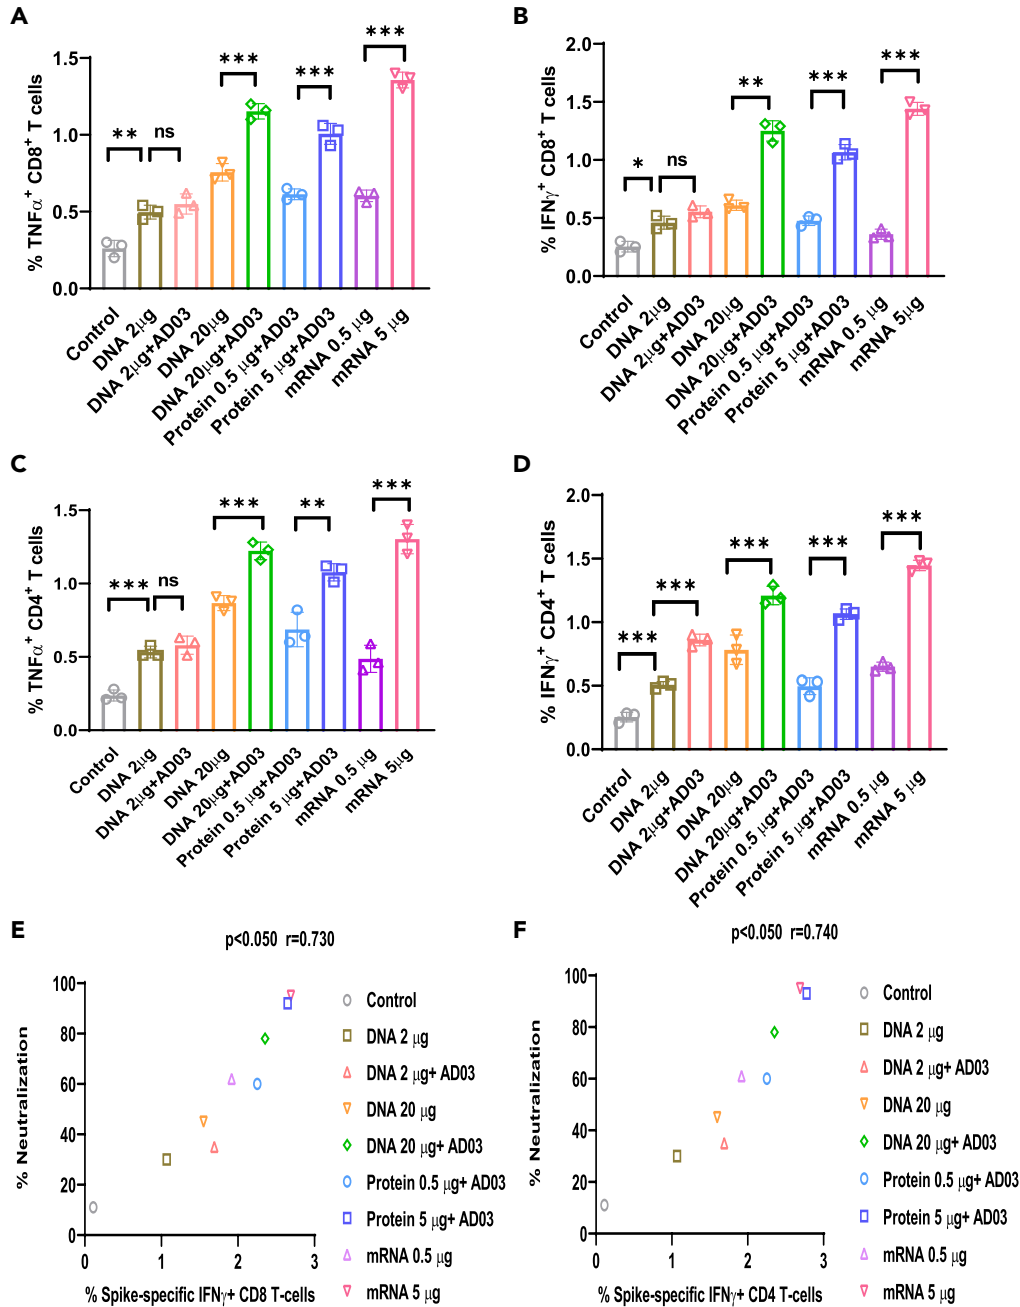 A
% TNFα+ CD8+ T cells
1.5
1.0
0.5
0.0
**
ns
***
***
***
Control
DNA 2μg
DNA 2μg+AD03
DNA 20μg
DNA 20μg+AD03
Protein 0.5 μg+AD03
Protein 5 μg+AD03
mRNA 0.5 μg
mRNA 5μg
B
% IFNγ+ CD8+ T cells
2.0
1.5
1.0
0.5
0.0
*
ns
**
***
***
Control
DNA 2μg
DNA 2μg+AD03
DNA 20μg
DNA 20μg+AD03
Protein 0.5 μg+AD03
Protein 5 μg+AD03
mRNA 0.5 μg
mRNA 5 μg
C
% TNFα+ CD4+ T cells
1.5
1.0
0.5
0.0
***
ns
***
**
***
Control
DNA 2μg
DNA 2μg+AD03
DNA 20μg
DNA 20μg+AD03
Protein 0.5 μg+AD03
Protein 5 μg+AD03
mRNA 0.5 μg
mRNA 5μg
D
% IFNγ+ CD4+ T cells
2.0
1.5
1.0
0.5
0.0
***
***
***
***
***
Control
DNA 2μg
DNA 2μg+AD03
DNA 20μg
DNA 20μg+AD03
Protein 0.5 μg+AD03
Protein 5 μg+AD03
mRNA 0.5 μg
mRNA 5 μg
E
p<0.050 r=0.730
% Neutralization
100
80
60
40
20
0
0
1
2
3
% Spike-specific IFNγ+ CD8 T-cells
Control
DNA 2 μg
DNA 2 μg+ AD03
DNA 20 μg
DNA 20 μg+ AD03
Protein 0.5 μg+ AD03
Protein 5 μg+ AD03
mRNA 0.5 μg
mRNA 5 μg
F
p<0.050 r=0.740
% Neutralization
100
80
60
40
20
0
0
1
2
3
% Spike-specific IFNγ+ CD4 T-cells
Control
DNA 2 μg
DNA 2 μg+ AD03
DNA 20 μg
DNA 20 μg+ AD03
Protein 0.5 μg+ AD03
Protein 5 μg+ AD03
mRNA 0.5 μg
mRNA 5 μg